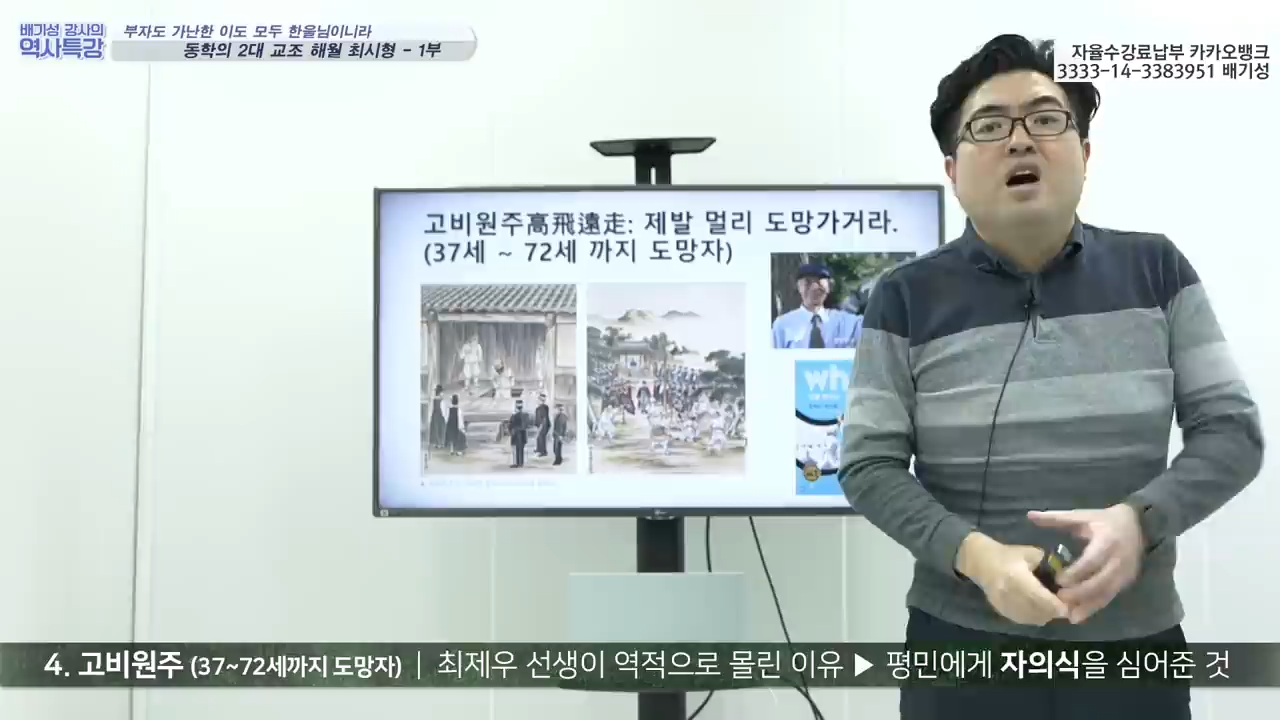 배기성 강사의
역사특강
부자도 가난한 이도 모두 한울님이니라
동학의 2대 교조 해월 최시형 - 1부
자율수강료납부 카카오뱅크
3333-14-3383951 배기성
고비원주高飛遠走: 제발 멀리 도망가거라.
(37세 ~ 72세 까지 도망자)
wh
4. 고비원주 (37~72세까지 도망자) | 최제우 선생이 역적으로 몰린 이유 ▶ 평민에게 자의식을 심어준 것